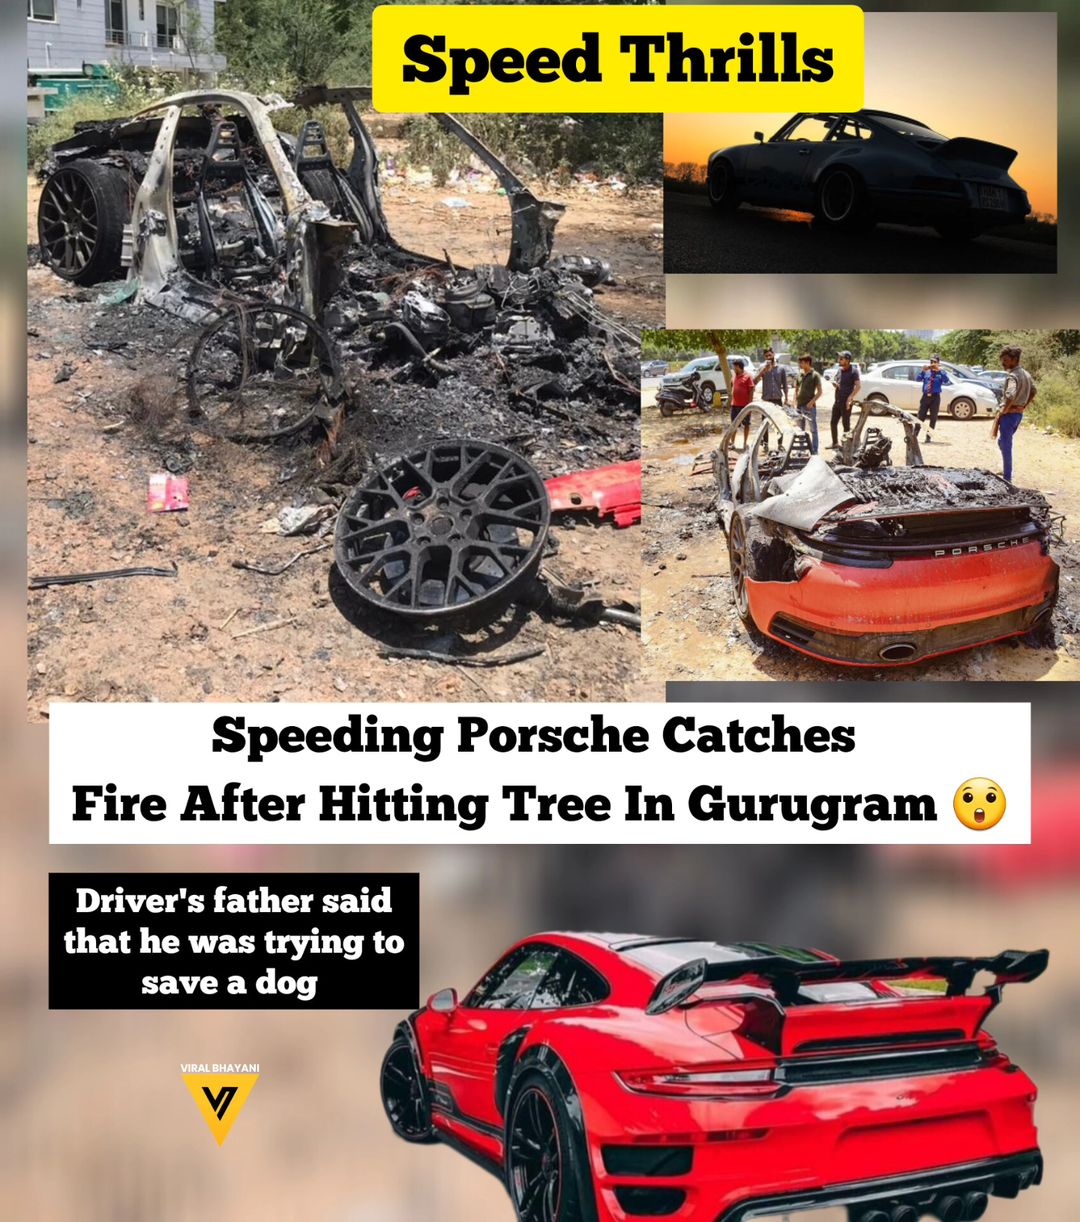 Speed Thrills
PORSCHE
Speeding Porsche Catches
Fire After Hitting Tree In Gurugram 😲
Driver's father said
that he was trying to
save a dog
VIRAL BHAYANI